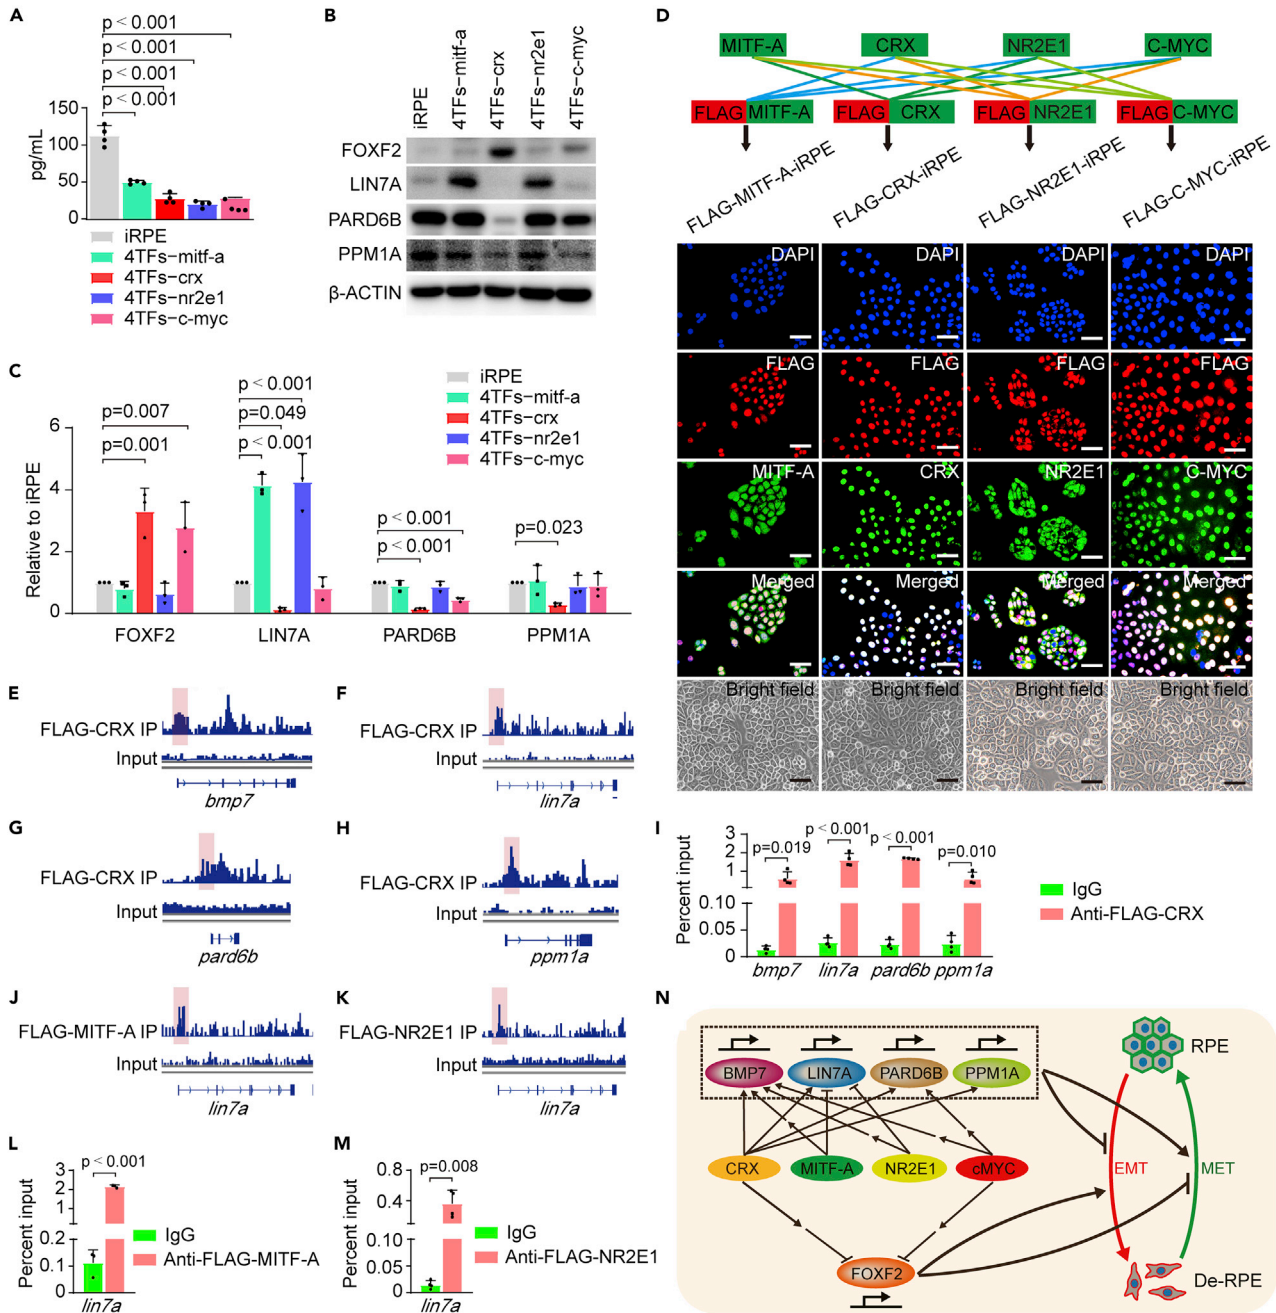 A
p < 0.001
p < 0.001
p < 0.001
p < 0.001
150
100
50
0
pg/mL
iRPE
4TFs-mitf-a
4TFs-crx
4TFs-nr2e1
4TFs-c-myc
B
iRPE
4TFs-mitf-a
4TFs-crx
4TFs-nr2e1
4TFs-c-myc
FOXF2
LIN7A
PARD6B
PPM1A
β-ACTIN
C
iRPE
4TFs-mitf-a
4TFs-crx
4TFs-nr2e1
4TFs-c-myc
p=0.007
p=0.001
p < 0.001
p=0.049
p < 0.001
p < 0.001
p < 0.001
p=0.023
6
4
2
0
Relative to iRPE
FOXF2 LIN7A PARD6B PPM1A
D
MITF-A CRX NR2E1 C-MYC
FLAG MITF-A FLAG CRX FLAG NR2E1 FLAG C-MYC
FLAG-MITF-A-iRPE
FLAG-CRX-iRPE
FLAG-NR2E1-iRPE
FLAG-C-MYC-iRPE
DAPI DAPI DAPI DAPI
FLAG FLAG FLAG FLAG
MITF-A CRX NR2E1 C-MYC
Merged Merged Merged Merged
Bright field Bright field Bright field Bright field
E
FLAG-CRX IP
Input
bmp7
F
FLAG-CRX IP
Input
lin7a
G
FLAG-CRX IP
Input
pard6b
H
FLAG-CRX IP
Input
ppm1a
I
p=0.019 p < 0.001 p < 0.001 p=0.010
3
2
1
0
0.10
0.05
0
Percent input
bmp7 lin7a pard6b ppm1a
IgG
Anti-FLAG-CRX
J
FLAG-MITF-A IP
Input
lin7a
K
FLAG-NR2E1 IP
Input
lin7a
L
p < 0.001
3
2
1
0
0.2
0.1
0
Percent input
lin7a
IgG
Anti-FLAG-MITF-A
M
p=0.008
0.8
0.4
0
0.1
0
Percent input
lin7a
IgG
Anti-FLAG-NR2E1
N
BMP7 LIN7A PARD6B PPM1A
CRX MITF-A NR2E1 cMYC
FOXF2
RPE
EMT MET
De-RPE